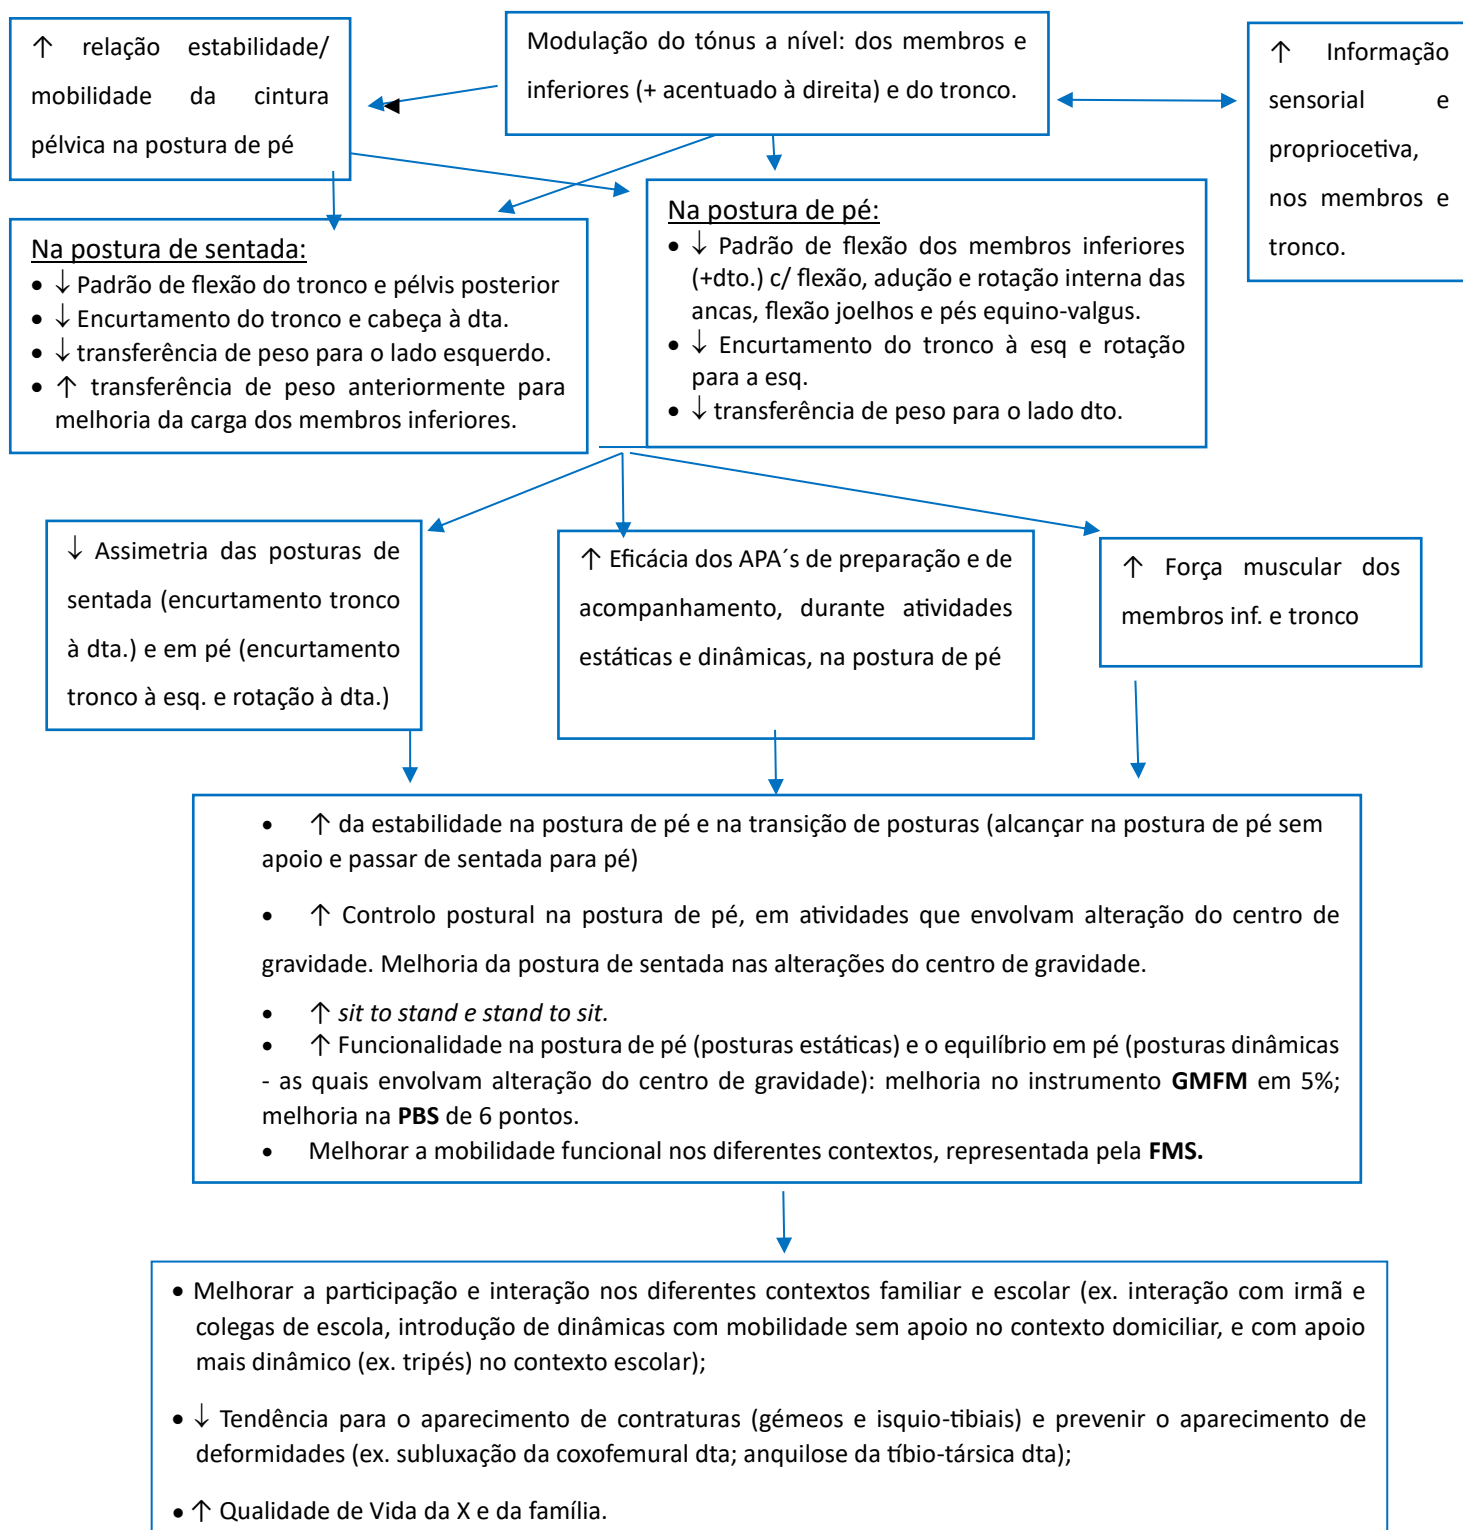 ↑ relação estabilidade/
mobilidade da cintura
pélvica na postura de pé
Modulação do tónus a nível: dos membros e
inferiores (+ acentuado à direita) e do tronco.
↑ Informação
sensorial e
propriocetiva,
nos membros e
tronco.
Na postura de sentada:
• ↓ Padrão de flexão do tronco e pélvis posterior
• ↓ Encurtamento do tronco e cabeça à dta.
• ↓ transferência de peso para o lado esquerdo.
• ↑ transferência de peso anteriormente para
melhoria da carga dos membros inferiores.
Na postura de pé:
• ↓ Padrão de flexão dos membros inferiores
(+dto.) c/ flexão, adução e rotação interna das
ancas, flexão joelhos e pés equino-valgus.
• ↓ Encurtamento do tronco à esq e rotação
para a esq.
• ↓ transferência de peso para o lado dto.
↓ Assimetria das posturas de
sentada (encurtamento tronco
à dta.) e em pé (encurtamento
tronco à esq. e rotação à dta.)
↑ Eficácia dos APA´s de preparação e de
acompanhamento, durante atividades
estáticas e dinâmicas, na postura de pé
↑ Força muscular dos
membros inf. e tronco
• ↑ da estabilidade na postura de pé e na transição de posturas (alcançar na postura de pé sem
apoio e passar de sentada para pé)
• ↑ Controlo postural na postura de pé, em atividades que envolvam alteração do centro de
gravidade. Melhoria da postura de sentada nas alterações do centro de gravidade.
• ↑ sit to stand e stand to sit.
• ↑ Funcionalidade na postura de pé (posturas estáticas) e o equilíbrio em pé (posturas dinâmicas
- as quais envolvam alteração do centro de gravidade): melhoria no instrumento GMFM em 5%;
melhoria na PBS de 6 pontos.
• Melhorar a mobilidade funcional nos diferentes contextos, representada pela FMS.
• Melhorar a participação e interação nos diferentes contextos familiar e escolar (ex. interação com irmã e
colegas de escola, introdução de dinâmicas com mobilidade sem apoio no contexto domiciliar, e com apoio
mais dinâmico (ex. tripés) no contexto escolar);
• ↓ Tendência para o aparecimento de contraturas (gémeos e isquio-tibiais) e prevenir o aparecimento de
deformidades (ex. subluxação da coxofemural dta; anquilose da tíbio-társica dta);
• ↑ Qualidade de Vida da X e da família.